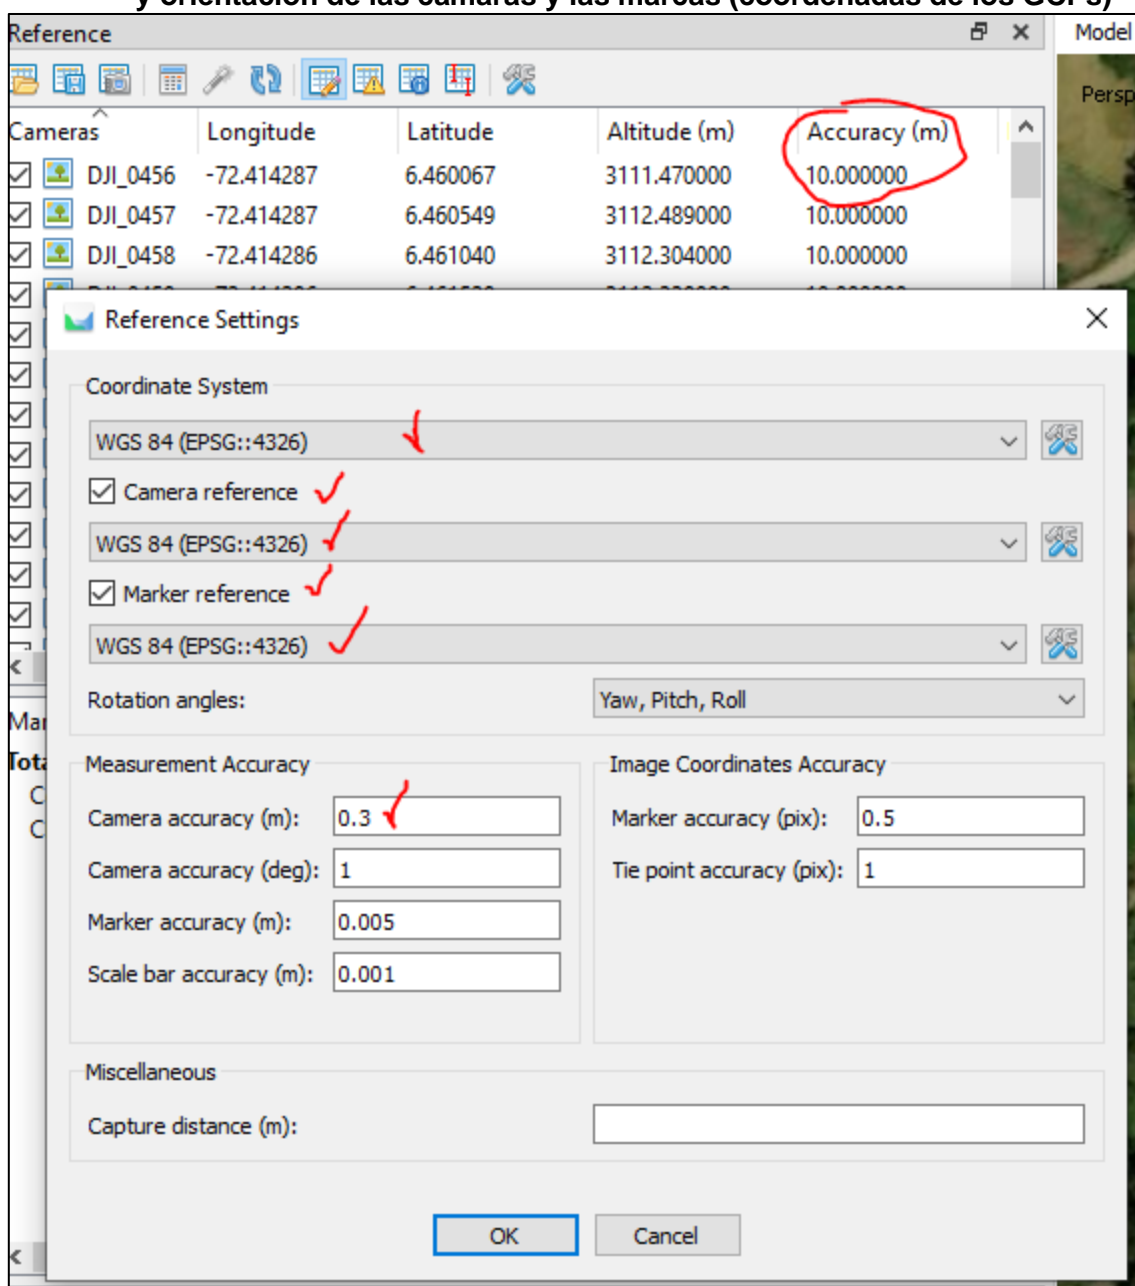 y orientación de las cámaras y las marcas (coordenadas de los GCPs)
Reference
Model
Persp
Cameras Longitude Latitude Altitude (m) Accuracy (m)
DJI_0456 -72.414287 6.460067 3111.470000 10.000000
DJI_0457 -72.414287 6.460549 3112.489000 10.000000
DJI_0458 -72.414286 6.461040 3112.304000 10.000000
Reference Settings
Coordinate System
WGS 84 (EPSG::4326)
Camera reference
WGS 84 (EPSG::4326)
Marker reference
WGS 84 (EPSG::4326)
Rotation angles: Yaw, Pitch, Roll
Mar
Tota
C
C
Measurement Accuracy
Camera accuracy (m): 0.3
Camera accuracy (deg): 1
Marker accuracy (m): 0.005
Scale bar accuracy (m): 0.001
Image Coordinates Accuracy
Marker accuracy (pix): 0.5
Tie point accuracy (pix): 1
Miscellaneous
Capture distance (m):
OK Cancel